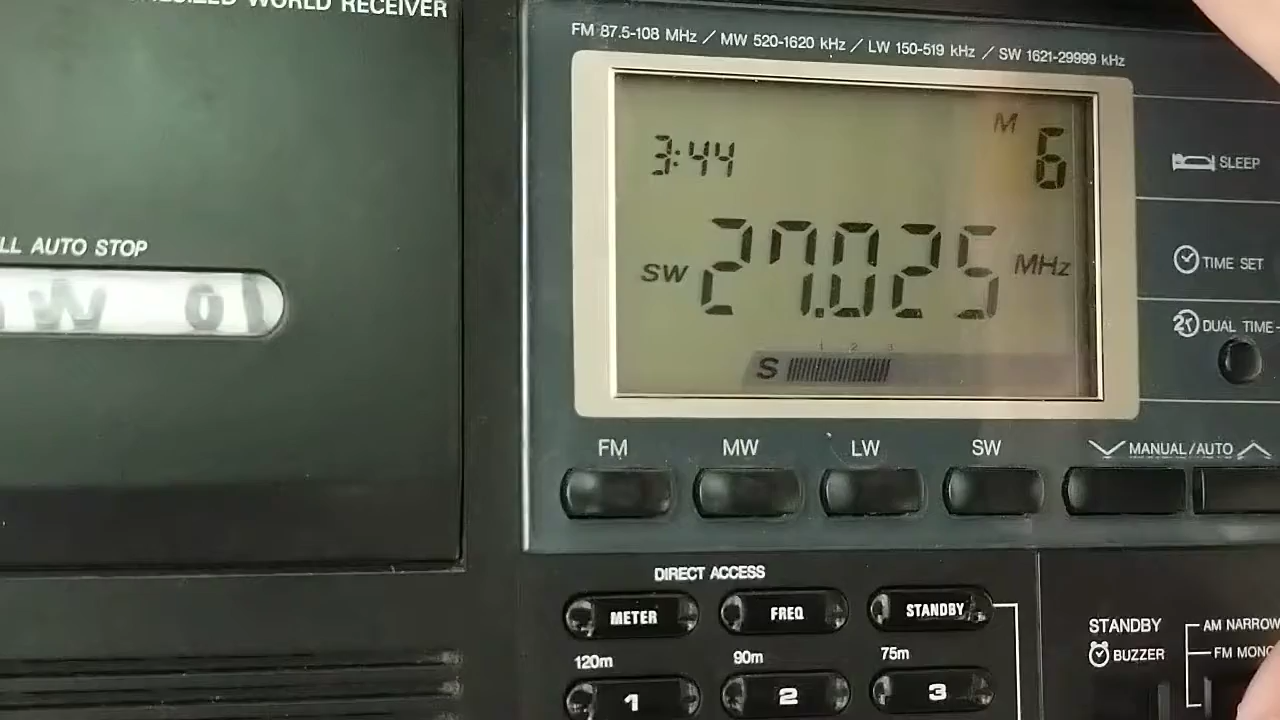 WORLD RECEIVER
FM 87.5-108 MHz / MW 520-1620 kHz / LW 150-519 kHz / SW 1621-29999 kHz
M
3:44
6
SLEEP
AUTO STOP
SW 27.025 MHz
TIME SET
1 2 3
DUAL TIME
S
FM MW LW SW MANUAL/AUTO
DIRECT ACCESS
METER FREQ STANDBY
STANDBY
AM NARROW
BUZZER
FM MONO
120m 90m 75m
1 2 3